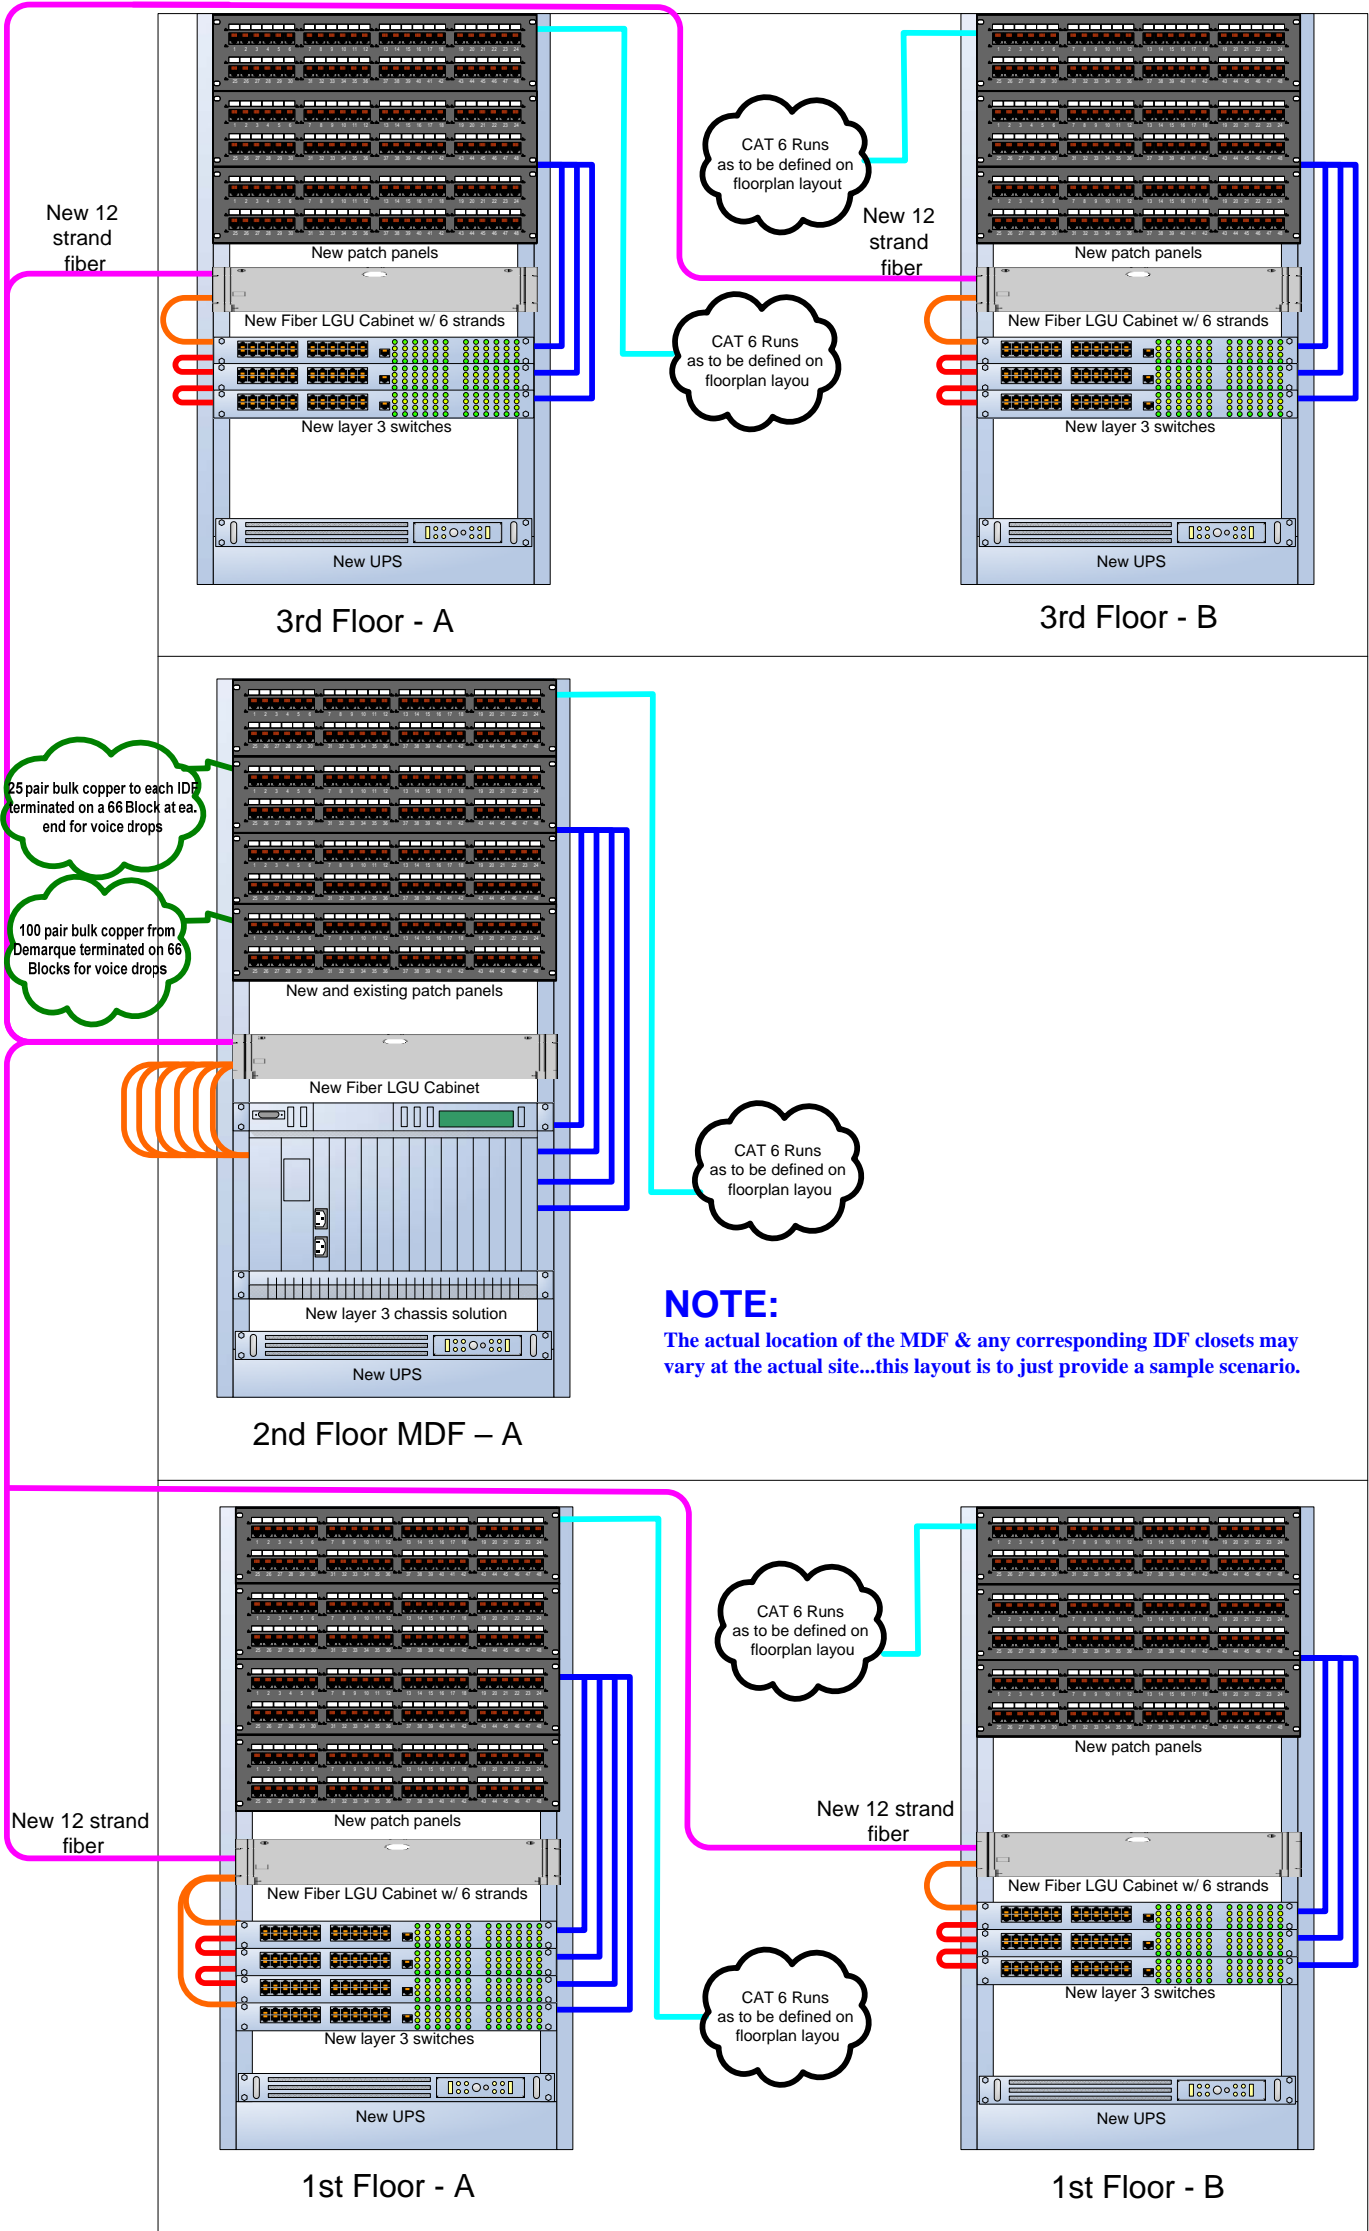 CAT 6 Runs
as to be defined on
floorplan layout
New 12
strand
fiber
New 12
strand
fiber
New patch panels
New patch panels
New Fiber LGU Cabinet w/ 6 strands
New Fiber LGU Cabinet w/ 6 strands
CAT 6 Runs
as to be defined on
floorplan layou
New layer 3 switches
New layer 3 switches
New UPS
New UPS
3rd Floor - A
3rd Floor - B
25 pair bulk copper to each IDF
terminated on a 66 Block at ea.
end for voice drops
100 pair bulk copper from
Demarque terminated on 66
Blocks for voice drops
New and existing patch panels
New Fiber LGU Cabinet
CAT 6 Runs
as to be defined on
floorplan layou
New layer 3 chassis solution
New UPS
NOTE:
The actual location of the MDF & any corresponding IDF closets may
vary at the actual site...this layout is to just provide a sample scenario.
2nd Floor MDF – A
CAT 6 Runs
as to be defined on
floorplan layou
New patch panels
New 12 strand
fiber
New patch panels
New 12 strand
fiber
New Fiber LGU Cabinet w/ 6 strands
New Fiber LGU Cabinet w/ 6 strands
CAT 6 Runs
as to be defined on
floorplan layou
New layer 3 switches
New layer 3 switches
New UPS
New UPS
1st Floor - A
1st Floor - B